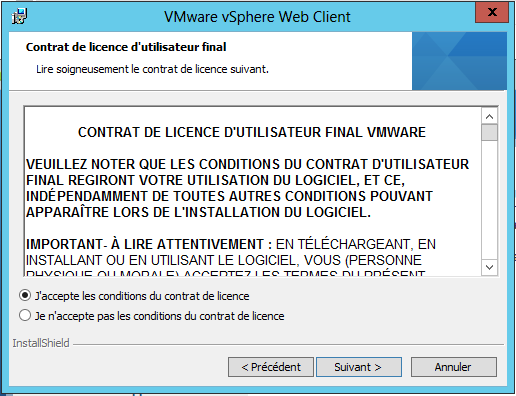 VMware vSphere Web Client
x
Contrat de licence d'utilisateur final
Lire soigneusement le contrat de licence suivant.
CONTRAT DE LICENCE D'UTILISATEUR FINAL VMWARE
VEUILLEZ NOTER QUE LES CONDITIONS DU CONTRAT D'UTILISATEUR
FINAL REGIRONT VOTRE UTILISATION DU LOGICIEL, ET CE,
INDÉPENDAMMENT DE TOUTES AUTRES CONDITIONS POUVANT
APPARAÎTRE LORS DE L'INSTALLATION DU LOGICIEL.
IMPORTANT- À LIRE ATTENTIVEMENT : EN TÉLÉCHARGEANT, EN
INSTALLANT OU EN UTILISANT LE LOGICIEL, VOUS (PERSONNE
PHYSIQUE OU MORALE) ACCEPTEZ LES TERMES DU PRÉSENT
J'accepte les conditions du contrat de licence
Je n'accepte pas les conditions du contrat de licence
InstallShield
< Précédent Suivant > Annuler